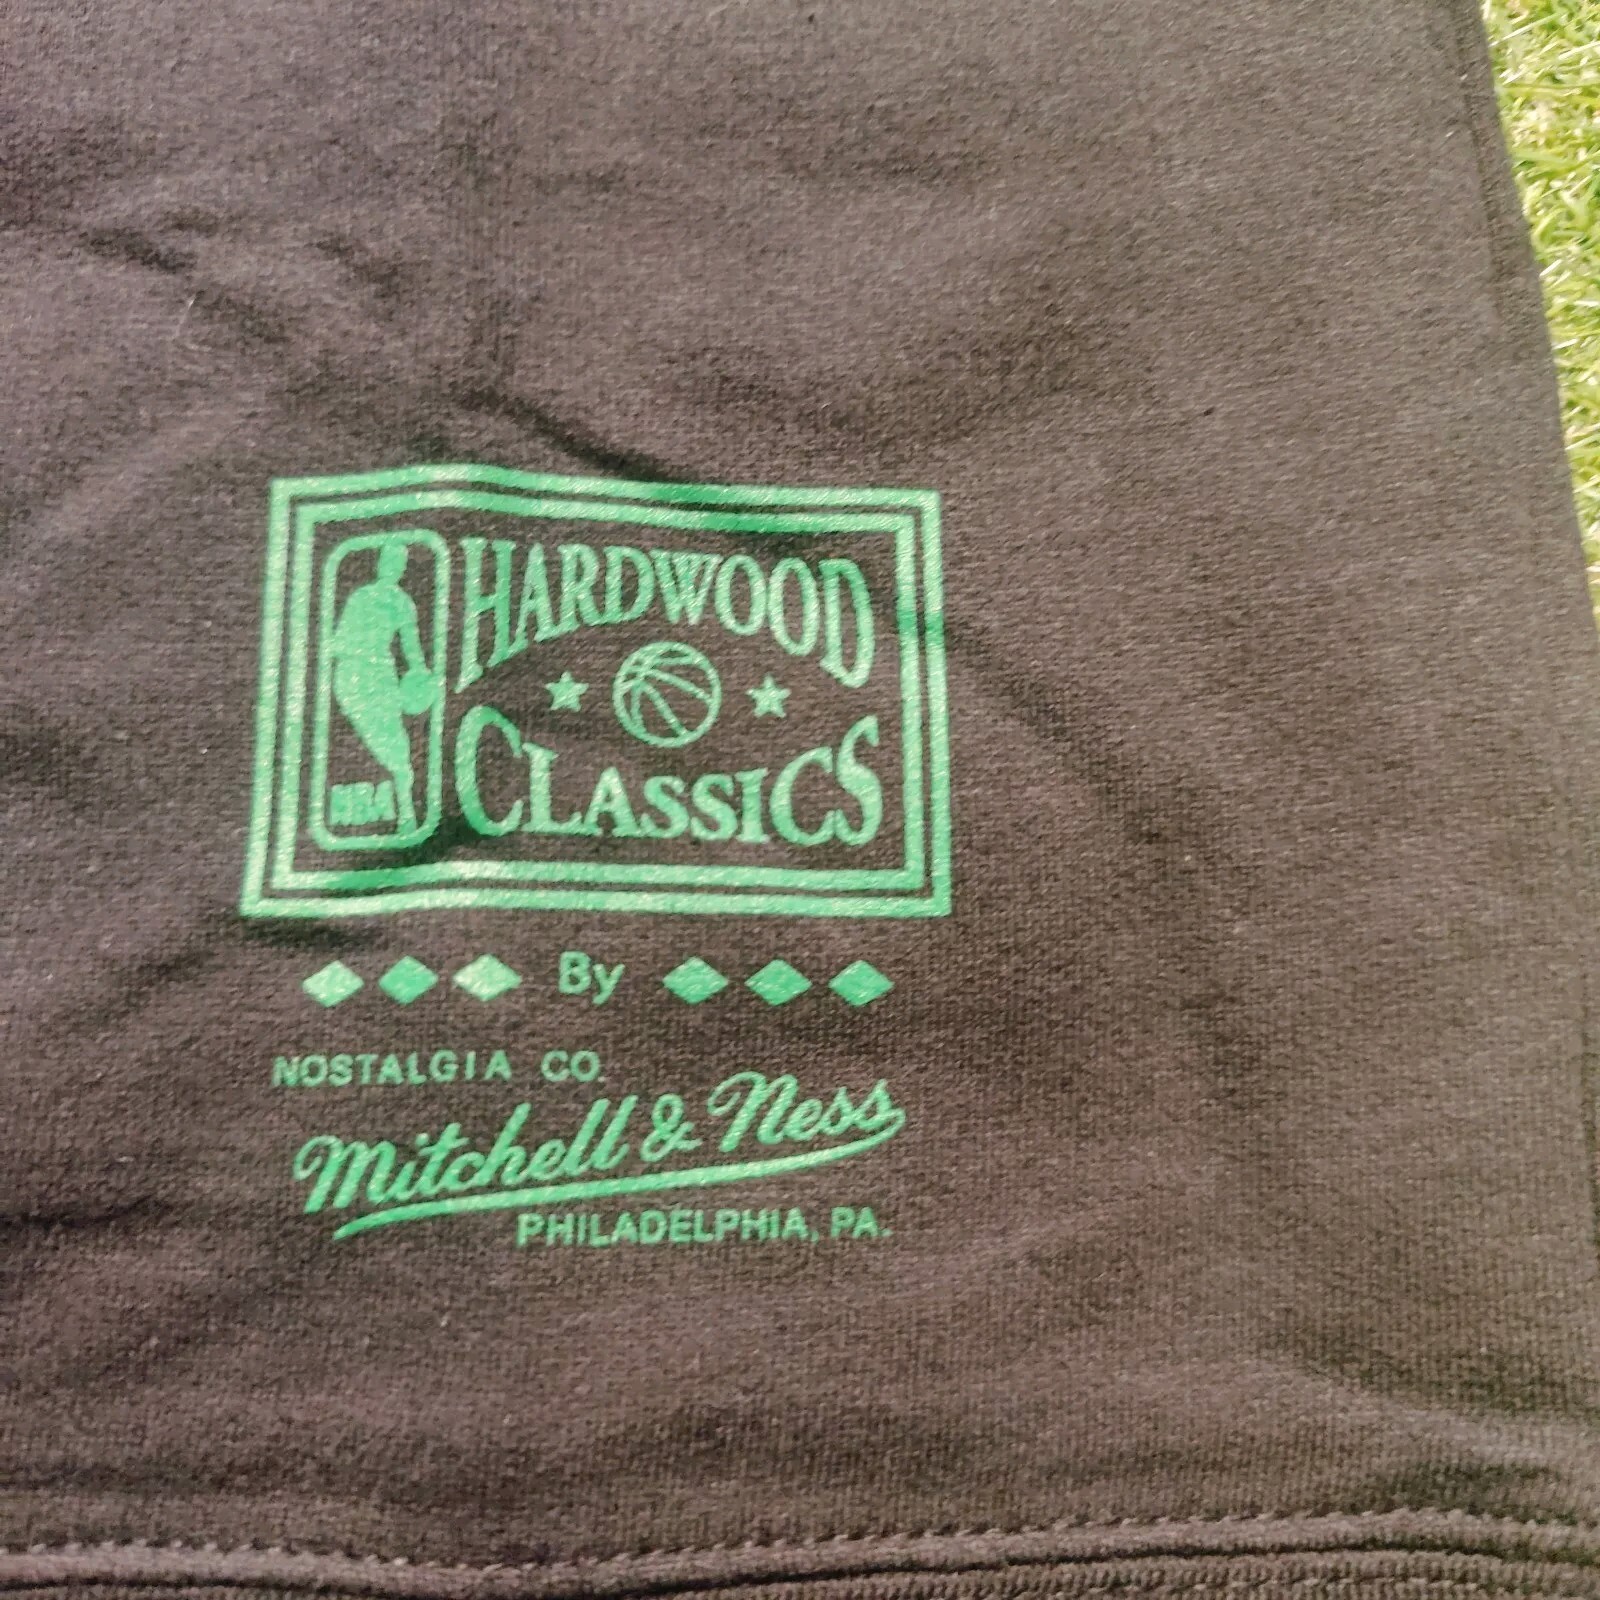 HARDWOOD
CLASSICS
NBA
By
NOSTALGIA CO.
Mitchell & Ness
PHILADELPHIA, PA.